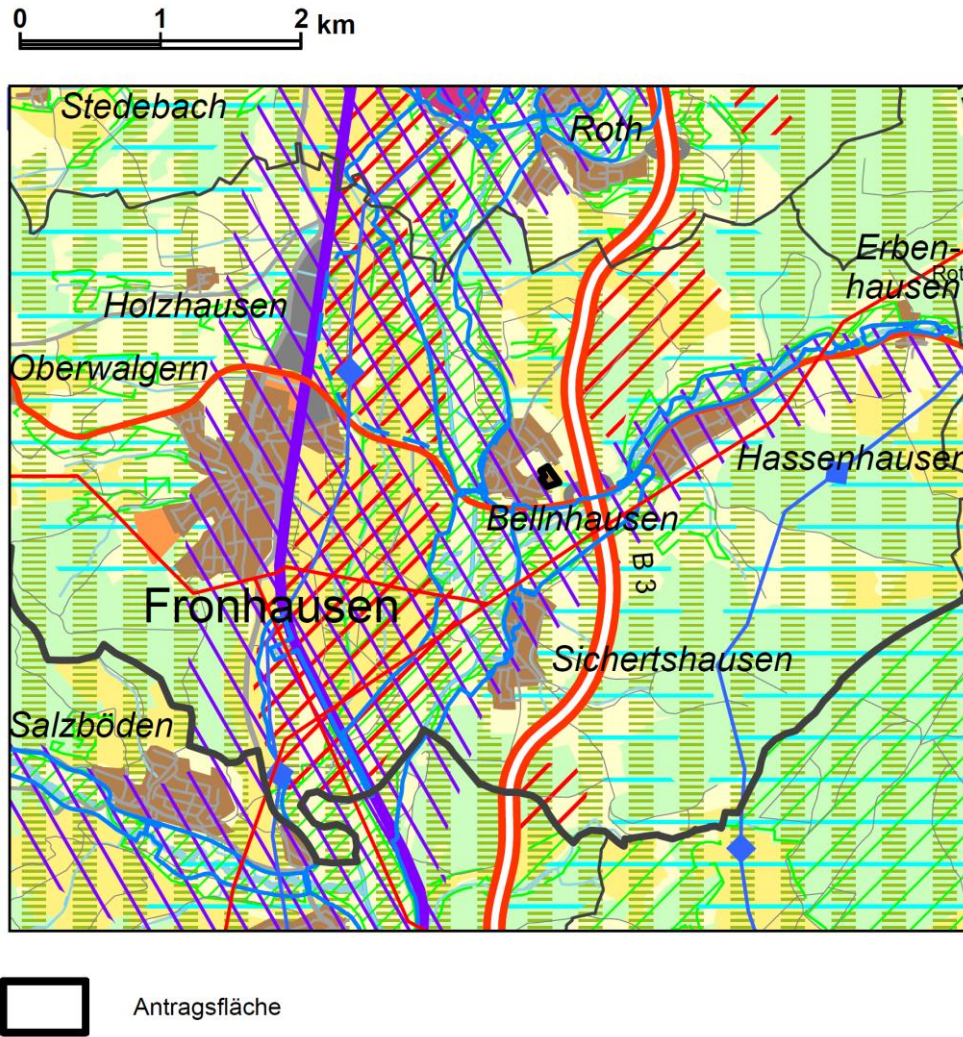 0 1 2 km
Stedebach
Roth
Erben-
hausen
Rot
Holzhausen
Oberwalgern
Hassenhausen
Bellnhausen
B 3
Fronhausen
Sichertshausen
Salzböden
Antragsfläche